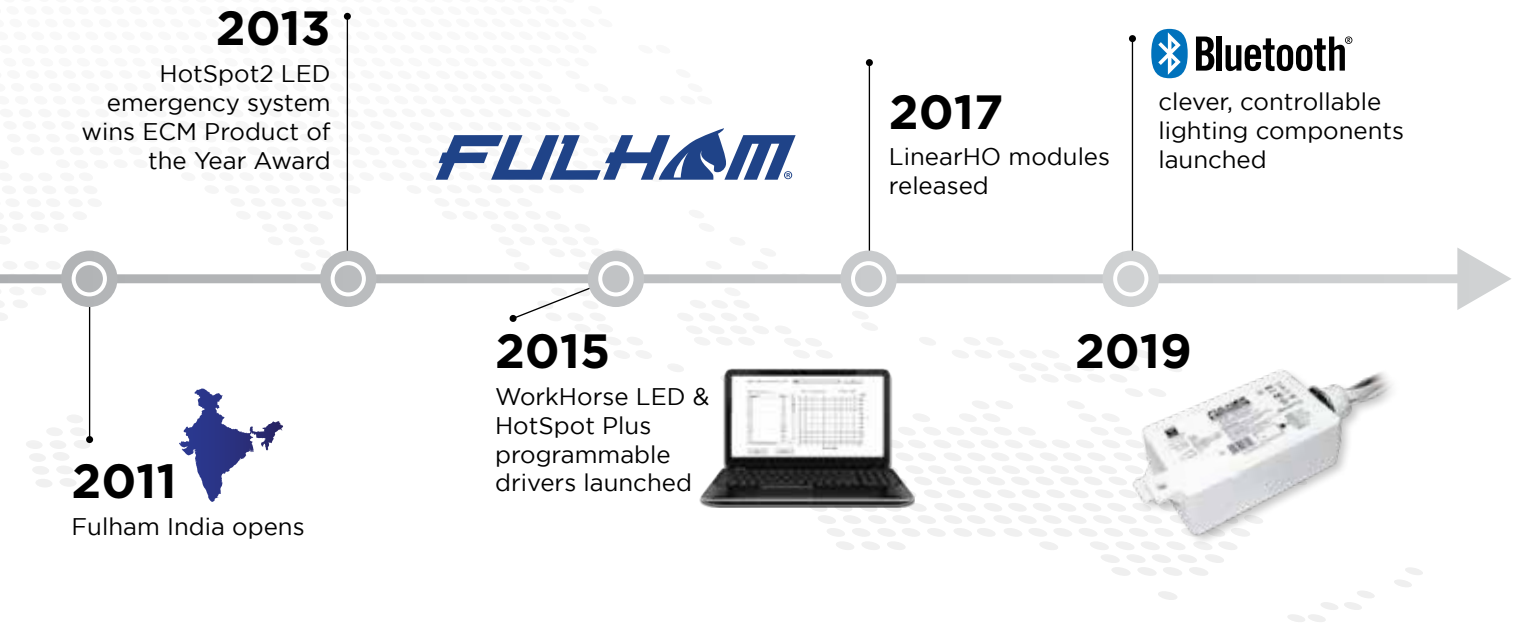 2013
HotSpot2 LED
emergency system
wins ECM Product of
the Year Award
FULHAM®
2017
LinearHO modules
released
Bluetooth®
clever, controllable
lighting components
launched
2011
Fulham India opens
2015
WorkHorse LED &
HotSpot Plus
programmable
drivers launched
2019
FULHAM